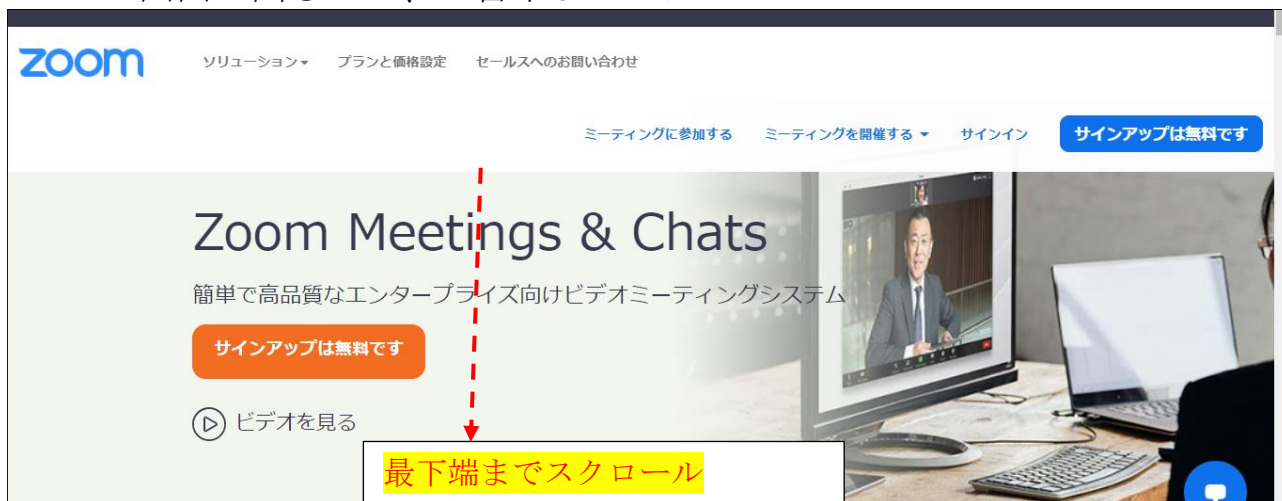 zoom
ソリューション プランと価格設定 セールスへのお問い合わせ
ミーティングに参加する ミーティングを開催する サインイン サインアップは無料です
Zoom Meetings & Chats
簡単で高品質なエンタープライズ向けビデオミーティングシステム
サインアップは無料です
ビデオを見る
最下端までスクロール